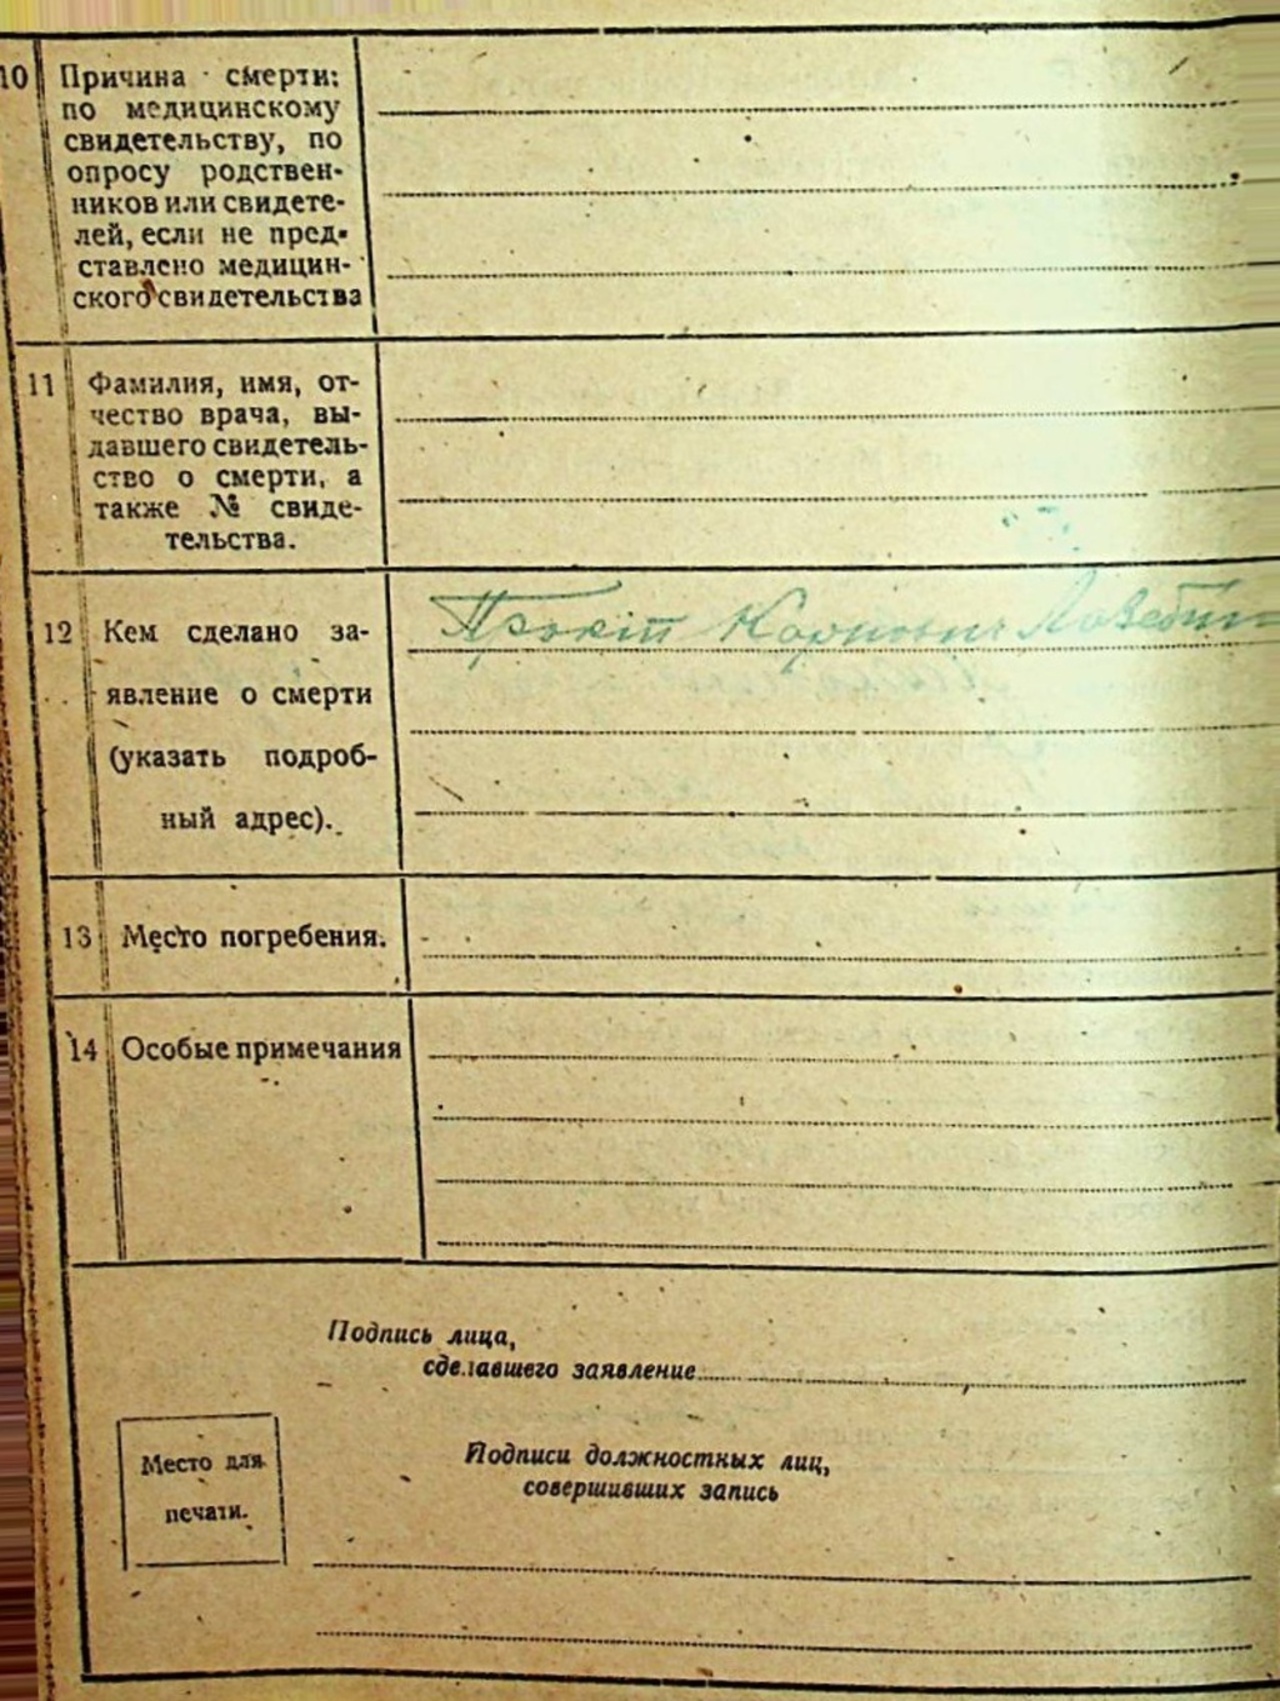 10 Причина смерти:
по медицинскому
свидетельству, по
опросу родствен-
ников или свидете-
лей, если не пред-
ставлено медицин-
ского свидетельства
11 Фамилия, имя, от-
чество врача, вы-
давшего свидетель-
ство о смерти, а
также № свиде-
тельства.
12 Кем сделано за-
явление о смерти
(указать подроб-
ный адрес).
13 Место погребения.
14 Особые примечания
Подпись лица,
сделавшего заявление
Место для
печати.
Подписи должностных лиц,
совершивших запись